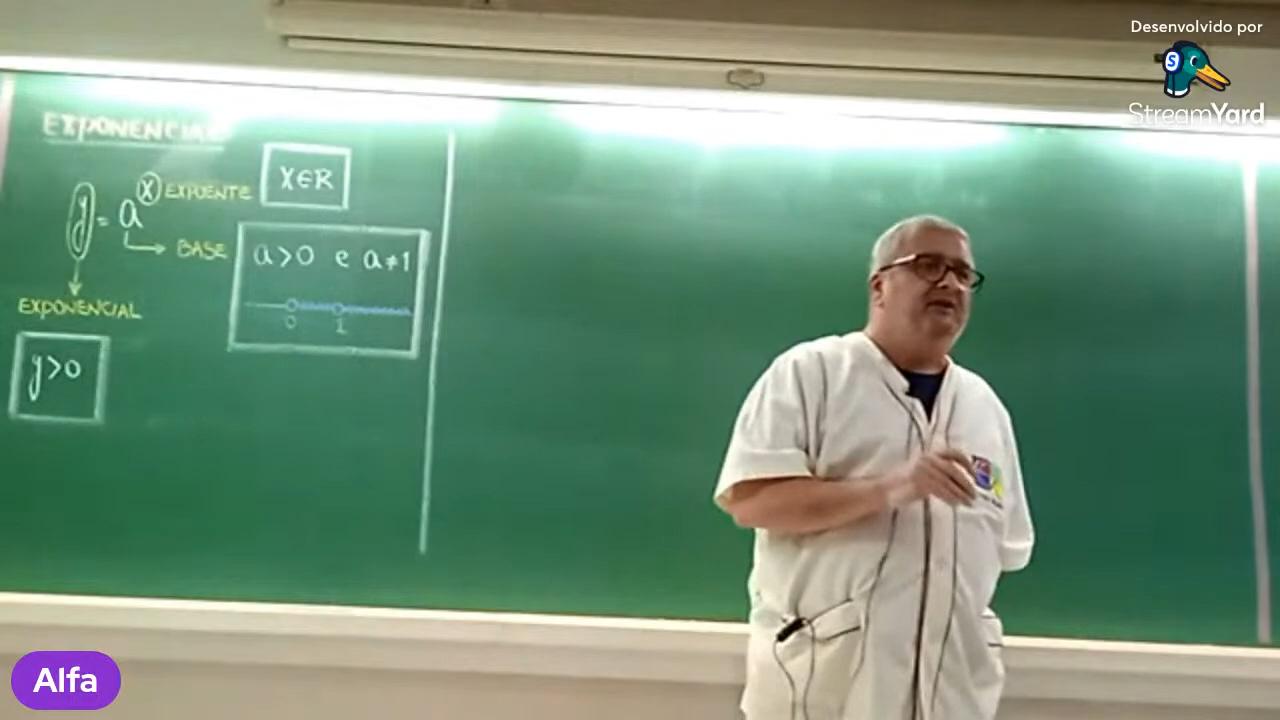 Desenvolvido por
StreamYard
EXPONENCIAL
y = a^x EXPOENTE
x∈R
BASE
a>0 e a≠1
0 1
EXPONENCIAL
y>0
Alfa